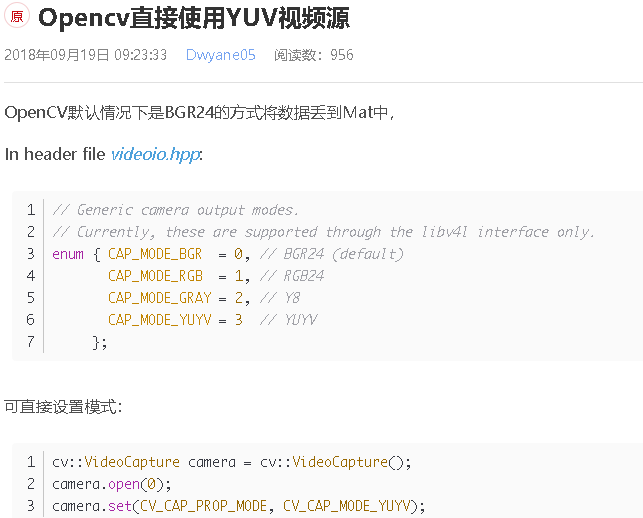 原 Opencv直接使用YUV视频源
2018年09月19日 09:23:33 Dwyane05 阅读数：956
OpenCV默认情况下是BGR24的方式将数据丢到Mat中，
In header file videoio.hpp:
1 // Generic camera output modes.
2 // Currently, these are supported through the libv4l interface only.
3 enum { CAP_MODE_BGR = 0, // BGR24 (default)
4 CAP_MODE_RGB = 1, // RGB24
5 CAP_MODE_GRAY = 2, // Y8
6 CAP_MODE_YUYV = 3 // YUYV
7 };
可直接设置模式：
1 cv::VideoCapture camera = cv::VideoCapture();
2 camera.open(0);
3 camera.set(CV_CAP_PROP_MODE, CV_CAP_MODE_YUYV);